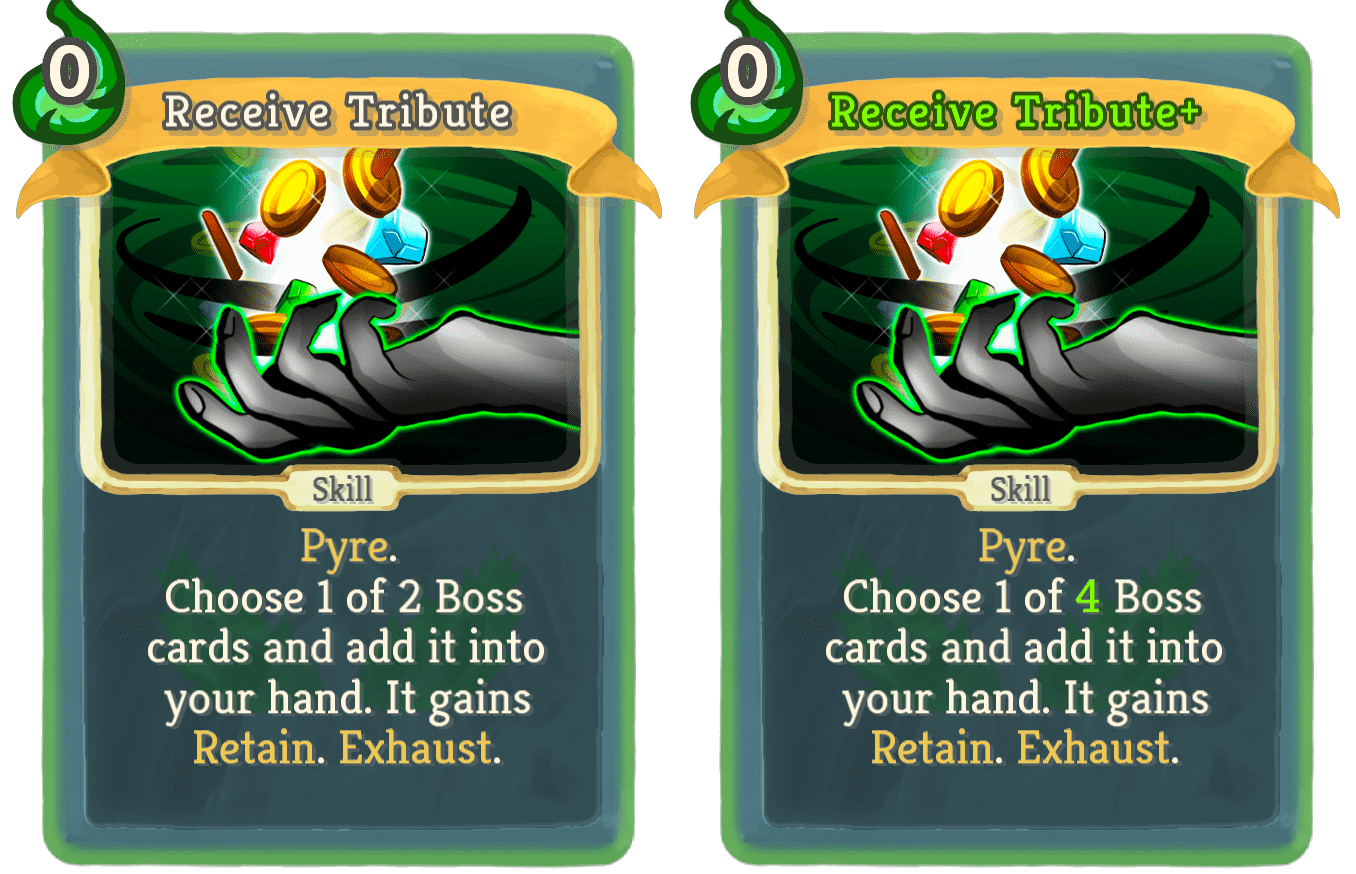 0
Receive Tribute
Skill
Pyre.
Choose 1 of 2 Boss
cards and add it into
your hand. It gains
Retain. Exhaust.
0
Receive Tribute+
Skill
Pyre.
Choose 1 of 4 Boss
cards and add it into
your hand. It gains
Retain. Exhaust.